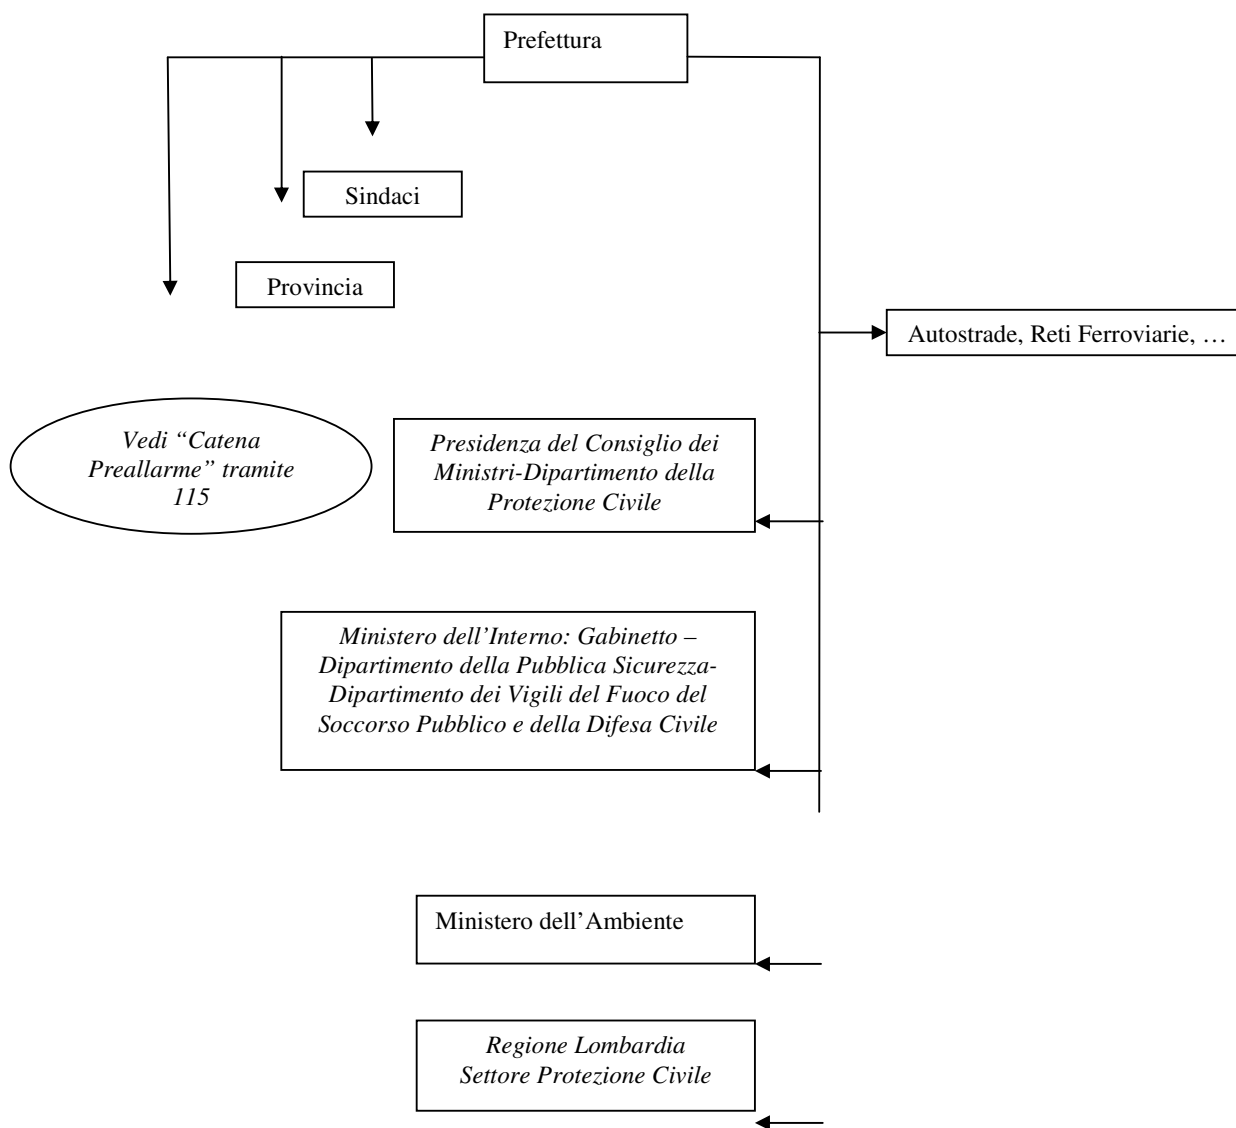 Prefettura
Sindaci
Provincia
Autostrade, Reti Ferroviarie, …
Vedi “Catena
Preallarme” tramite
115
Presidenza del Consiglio dei
Ministri-Dipartimento della
Protezione Civile
Ministero dell’Interno: Gabinetto –
Dipartimento della Pubblica Sicurezza-
Dipartimento dei Vigili del Fuoco del
Soccorso Pubblico e della Difesa Civile
Ministero dell’Ambiente
Regione Lombardia
Settore Protezione Civile